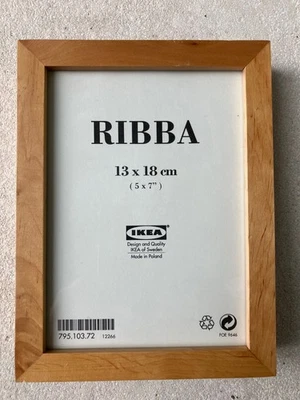 RIBBA
13 x 18 cm
( 5 x 7" )
IKEA
Design and Quality
IKEA of Sweden
Made in Poland
795.103.72 12266
FOE 9646